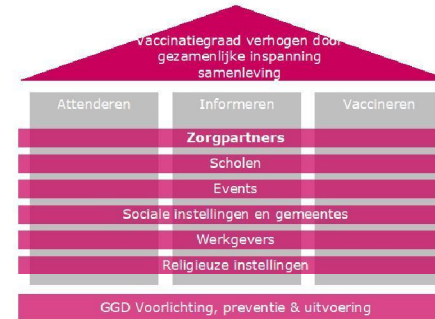 Vaccinatiegraad verhogen door
gezamenlijke inspanning
samenleving
Attenderen Informeren Vaccineren
Zorgpartners
Scholen
Events
Sociale instellingen en gemeentes
Werkgevers
Religieuze instellingen
GGD Voorlichting, preventie & uitvoering